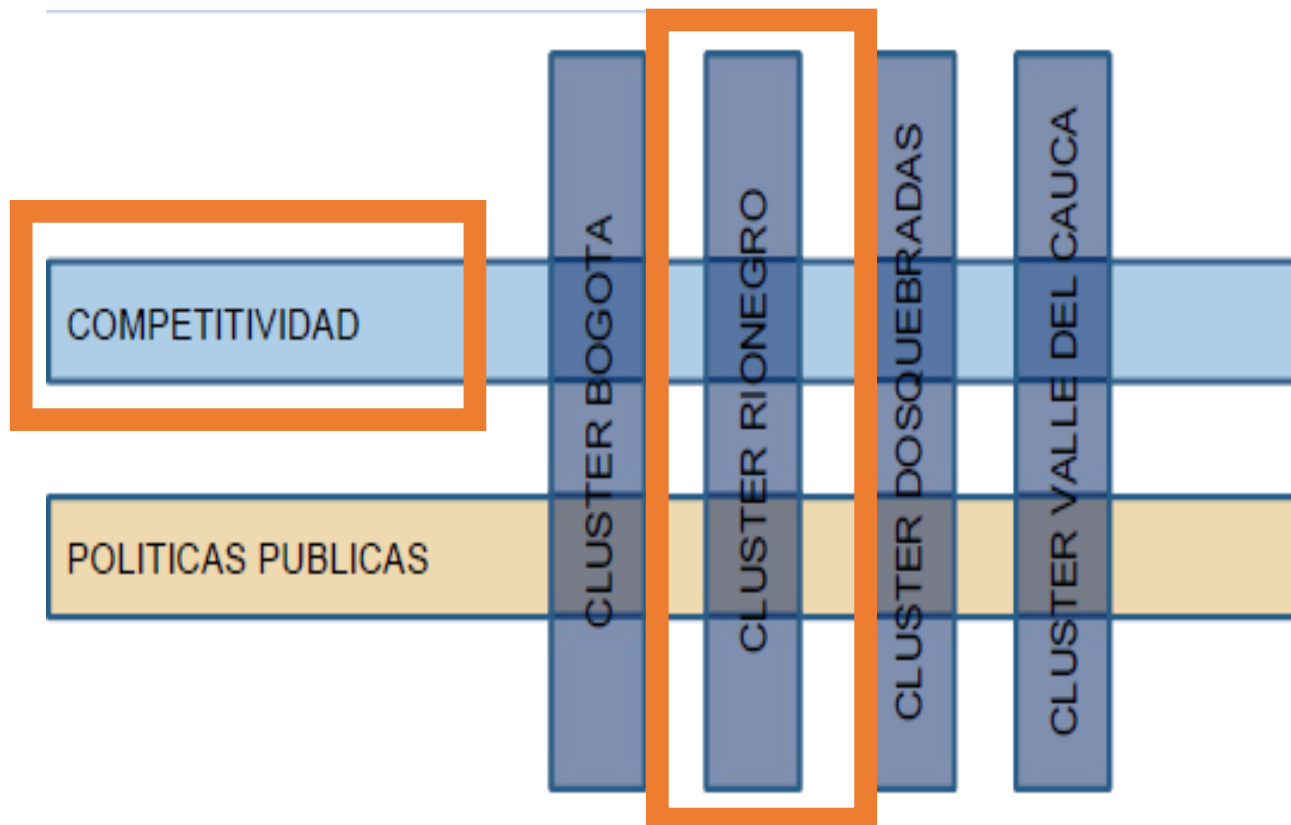 COMPETITIVIDAD
POLITICAS PUBLICAS
CLUSTER BOGOTA
CLUSTER RIONEGRO
CLUSTER DOSQUEBRADAS
CLUSTER VALLE DEL CAUCA